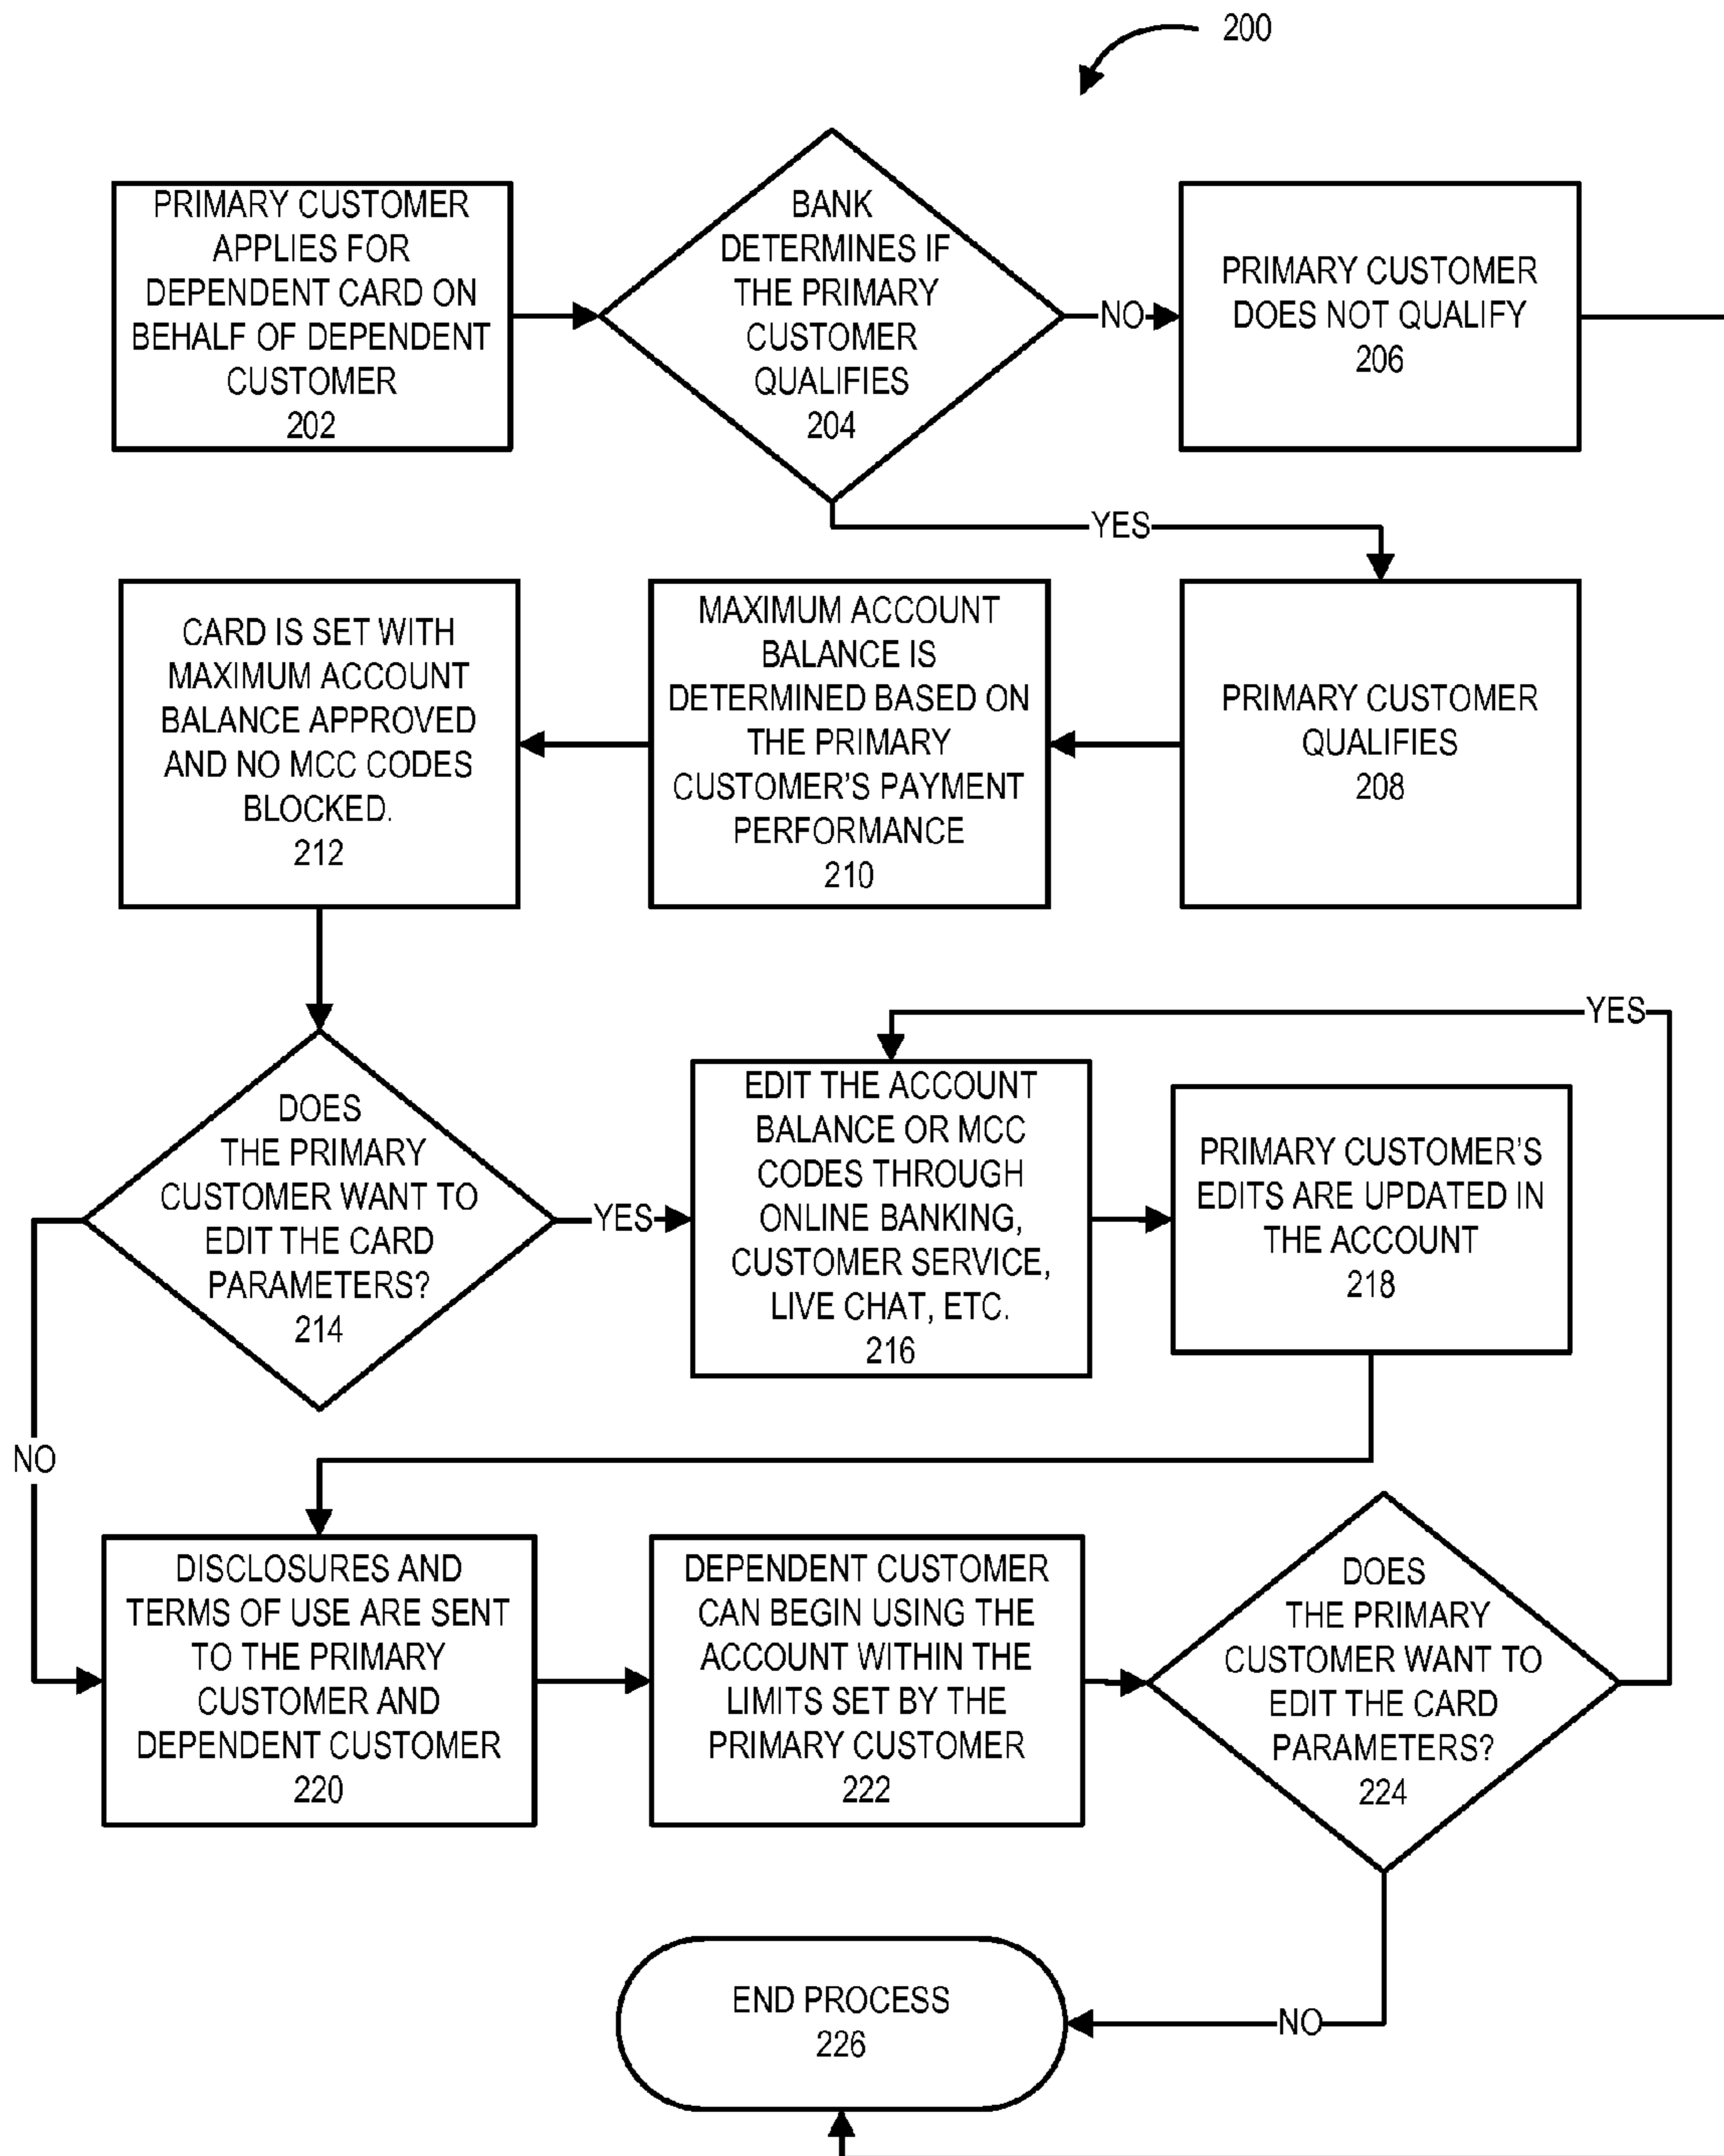 200
PRIMARY CUSTOMER
APPLIES FOR
DEPENDENT CARD ON
BEHALF OF DEPENDENT
CUSTOMER
202
BANK
DETERMINES IF
THE PRIMARY
CUSTOMER
QUALIFIES
204
NO
PRIMARY CUSTOMER
DOES NOT QUALIFY
206
YES
PRIMARY CUSTOMER
QUALIFIES
208
MAXIMUM ACCOUNT
BALANCE IS
DETERMINED BASED ON
THE PRIMARY
CUSTOMER'S PAYMENT
PERFORMANCE
210
CARD IS SET WITH
MAXIMUM ACCOUNT
BALANCE APPROVED
AND NO MCC CODES
BLOCKED.
212
DOES
THE PRIMARY
CUSTOMER WANT TO
EDIT THE CARD
PARAMETERS?
214
YES
EDIT THE ACCOUNT
BALANCE OR MCC
CODES THROUGH
ONLINE BANKING,
CUSTOMER SERVICE,
LIVE CHAT, ETC.
216
PRIMARY CUSTOMER'S
EDITS ARE UPDATED IN
THE ACCOUNT
218
YES
NO
DISCLOSURES AND
TERMS OF USE ARE SENT
TO THE PRIMARY
CUSTOMER AND
DEPENDENT CUSTOMER
220
DEPENDENT CUSTOMER
CAN BEGIN USING THE
ACCOUNT WITHIN THE
LIMITS SET BY THE
PRIMARY CUSTOMER
222
DOES
THE PRIMARY
CUSTOMER WANT TO
EDIT THE CARD
PARAMETERS?
224
NO
END PROCESS
226